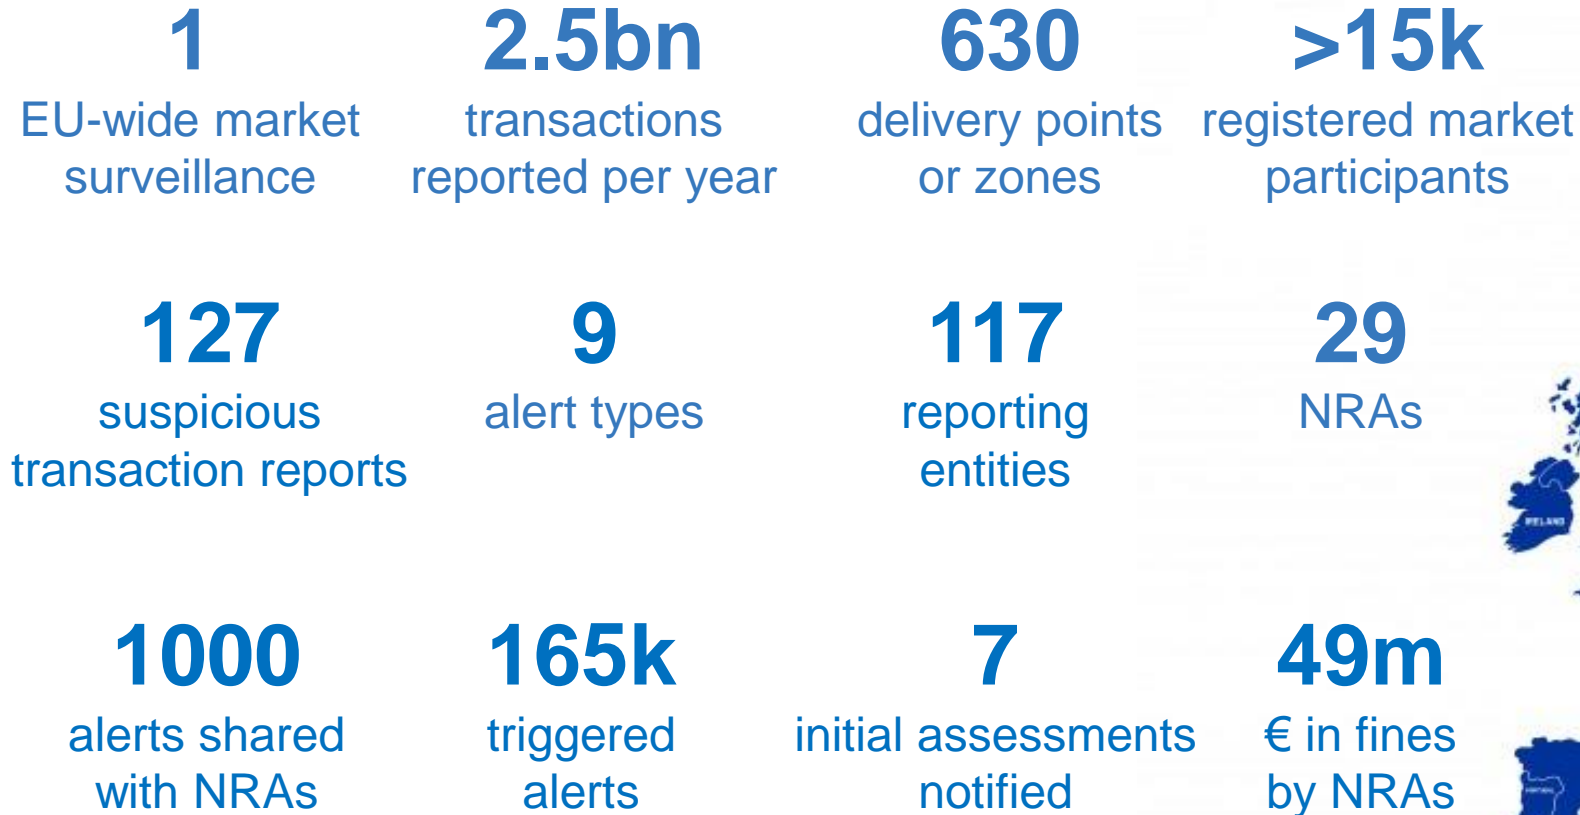 1
EU-wide market
surveillance
2.5bn
transactions
reported per year
630
delivery points
or zones
>15k
registered market
participants
127
suspicious
transaction reports
9
alert types
117
reporting
entities
29
NRAs
IRELAND
1000
alerts shared
with NRAs
165k
triggered
alerts
7
initial assessments
notified
49m
€ in fines
by NRAs
PORTUGAL